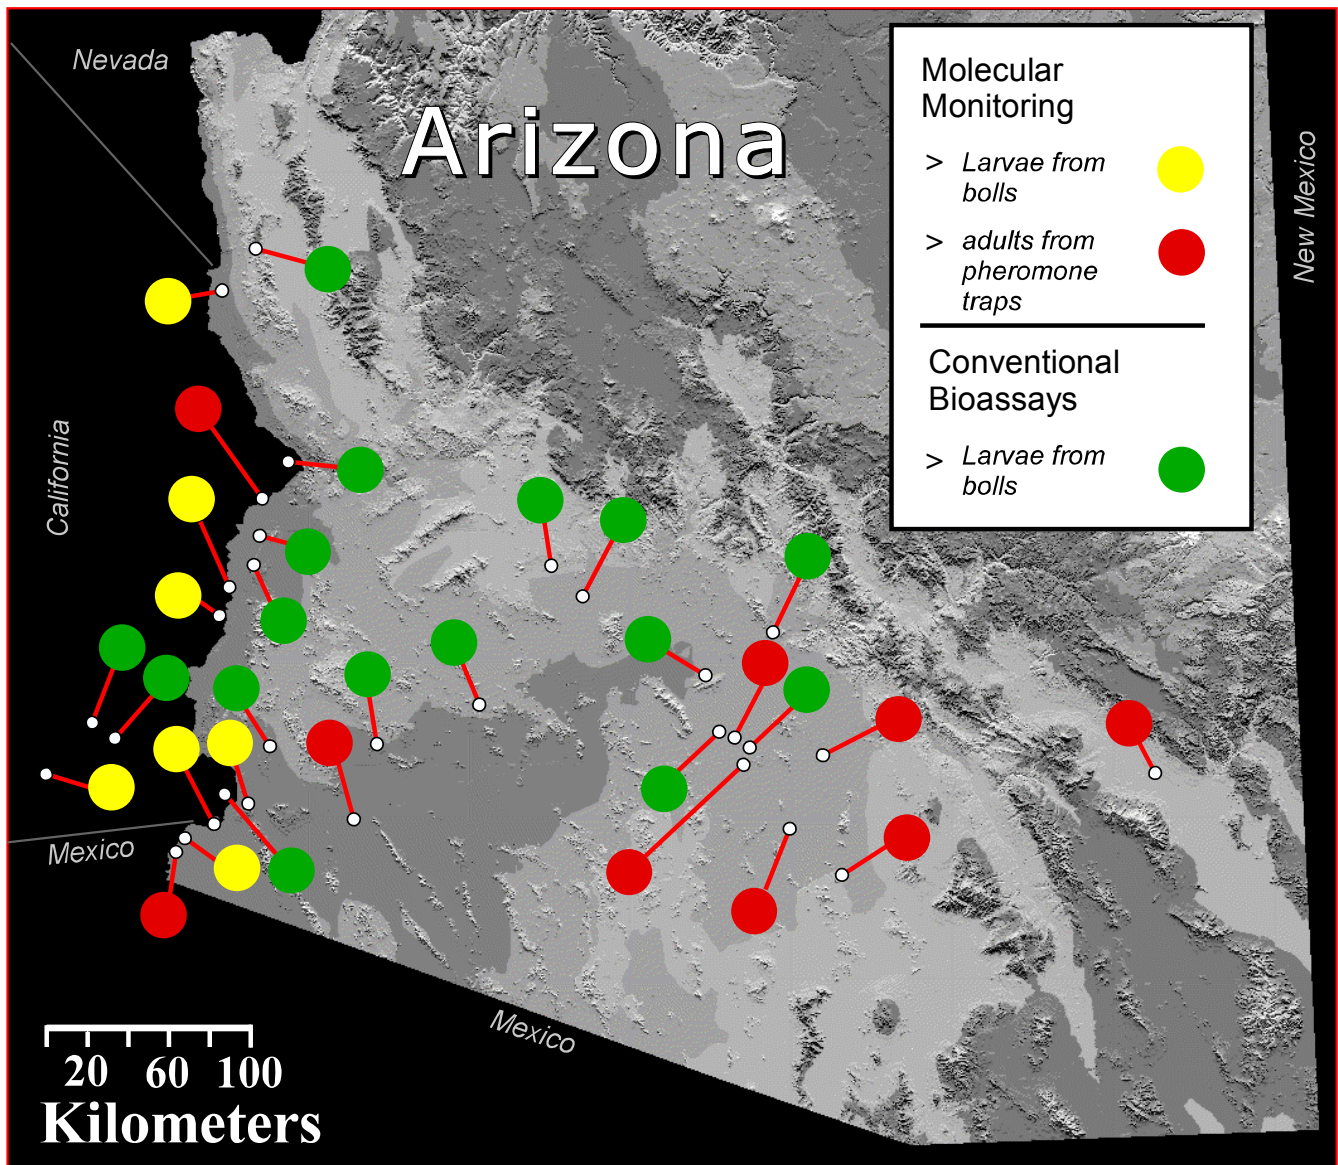 Nevada
Arizona
Molecular
Monitoring
> Larvae from
bolls
> adults from
pheromone
traps
Conventional
Bioassays
> Larvae from
bolls
New Mexico
California
Mexico
Mexico
20 60 100
Kilometers